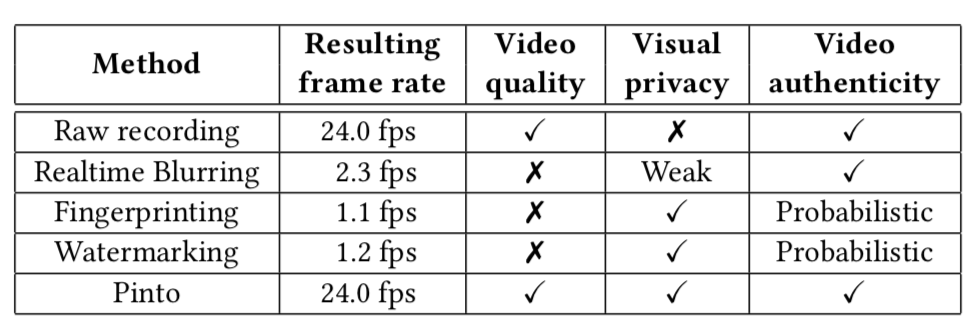 Method Resulting frame rate Video quality Visual privacy Video authenticity
Raw recording 24.0 fps ✓ ✗ ✓
Realtime Blurring 2.3 fps ✗ Weak ✓
Fingerprinting 1.1 fps ✗ ✓ Probabilistic
Watermarking 1.2 fps ✗ ✓ Probabilistic
Pinto 24.0 fps ✓ ✓ ✓